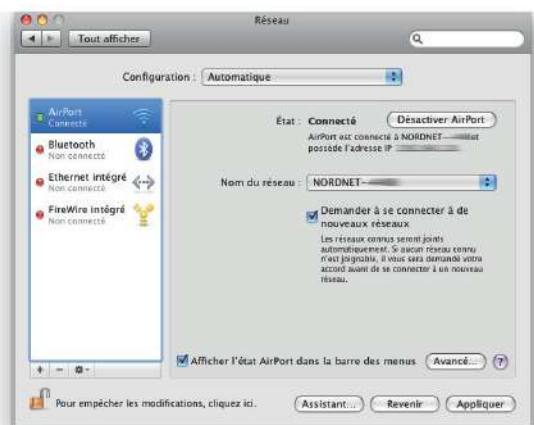 Réseau
Tout afficher
Configuration : Automatique
AirPort
Connecté
Bluetooth
Non connecté
Ethernet intégré
Non connecté
FireWire intégré
Non connecté
État : Connecté
Désactiver AirPort
AirPort est connecté à NORDNET- et
possède l'adresse IP
Nom du réseau : NORDNET-
Demander à se connecter à de
nouveaux réseaux
Les réseaux connus seront joints
automatiquement. Si aucun réseau connu
n'est joignable, il vous sera demandé votre
accord avant de se connecter à un nouveau
réseau.
Afficher l'état AirPort dans la barre des menus
Avancé... ?
Pour empêcher les modifications, cliquez ici.
Assistant... Revenir Appliquer